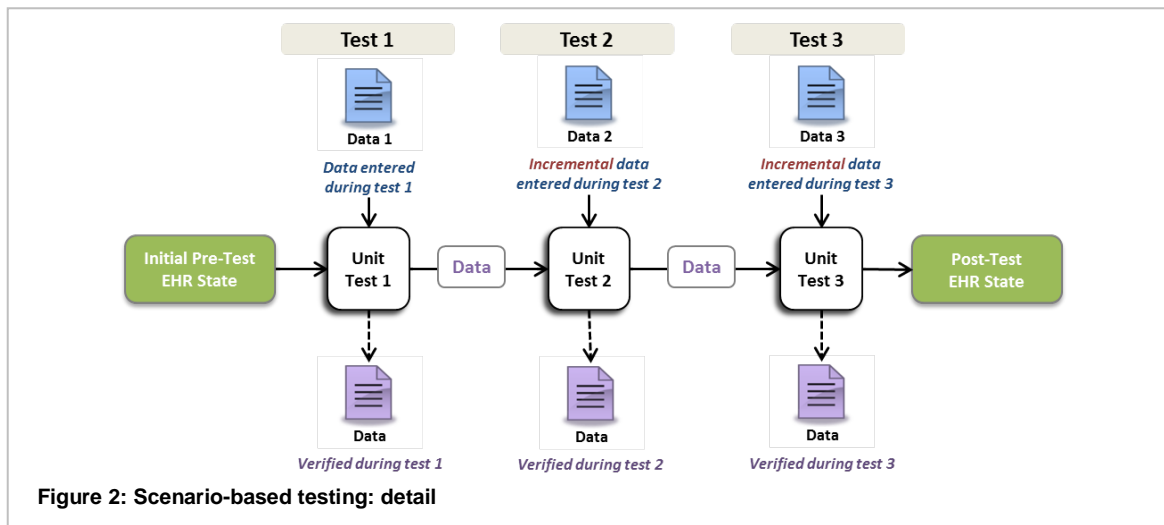 Test 1
Test 2
Test 3
Data 1
Data 2
Data 3
Data entered
during test 1
Incremental data
entered during test 2
Incremental data
entered during test 3
Initial Pre-Test
EHR State
Unit
Test 1
Data
Unit
Test 2
Data
Unit
Test 3
Post-Test
EHR State
Data
Data
Data
Verified during test 1
Verified during test 2
Verified during test 3
Figure 2: Scenario-based testing: detail